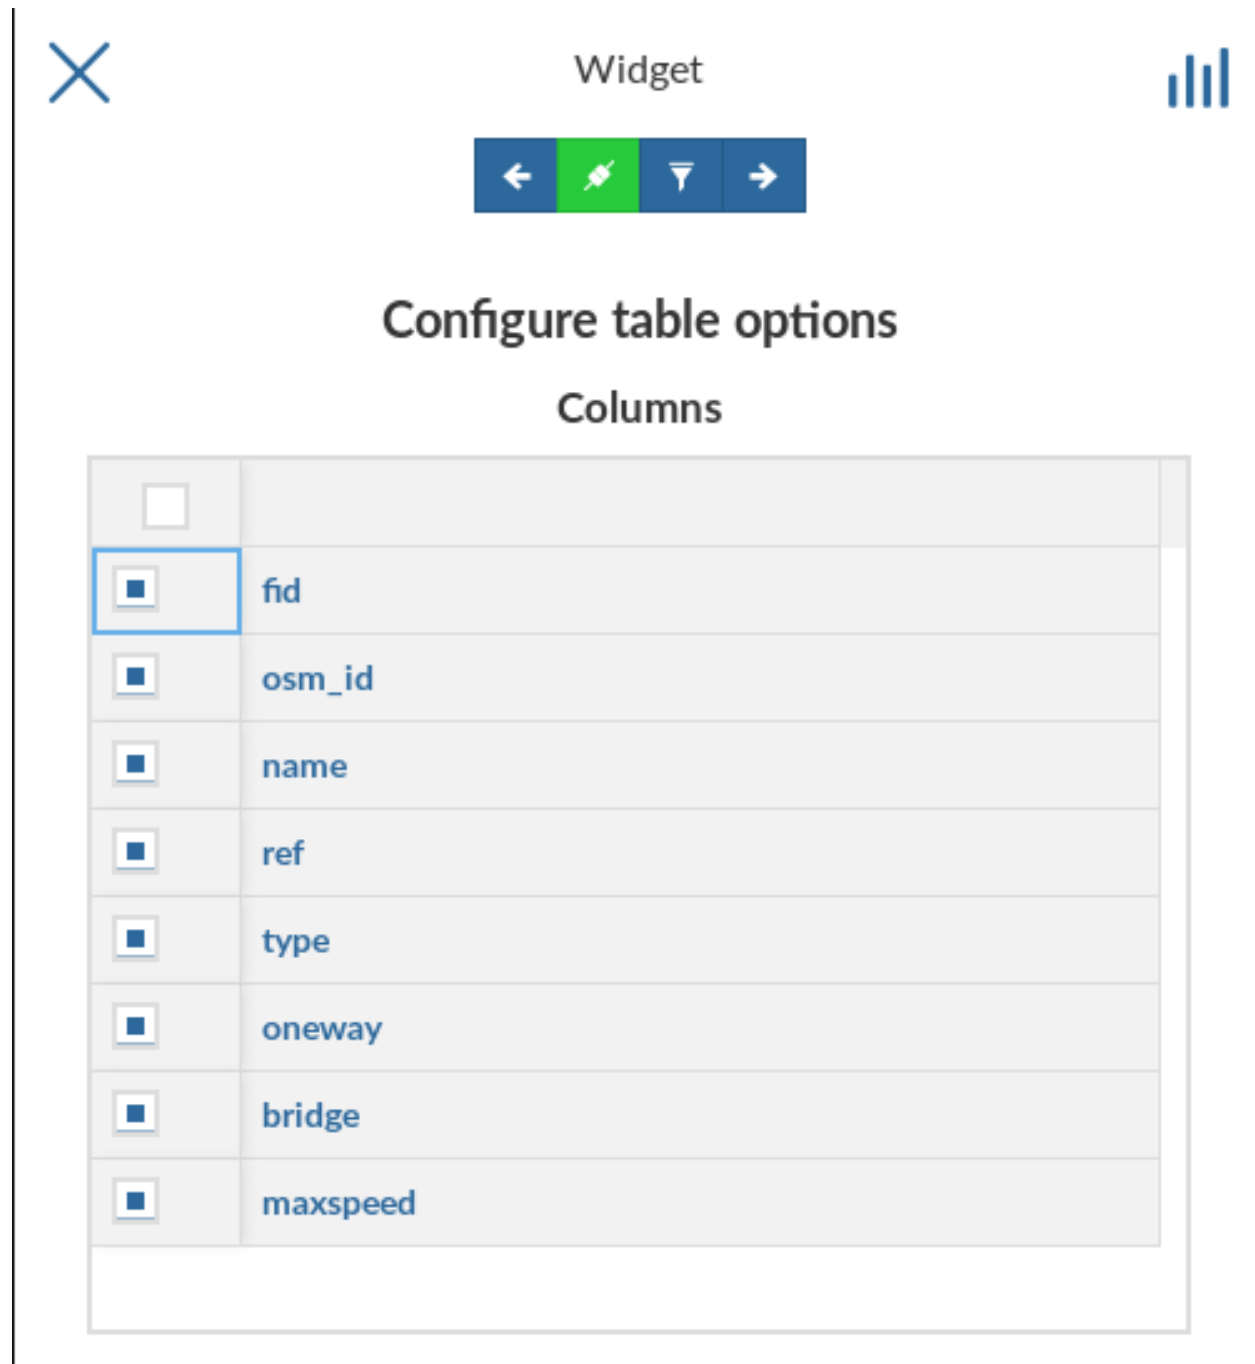 Widget
Configure table options
Columns
fid
osm_id
name
ref
type
oneway
bridge
maxspeed